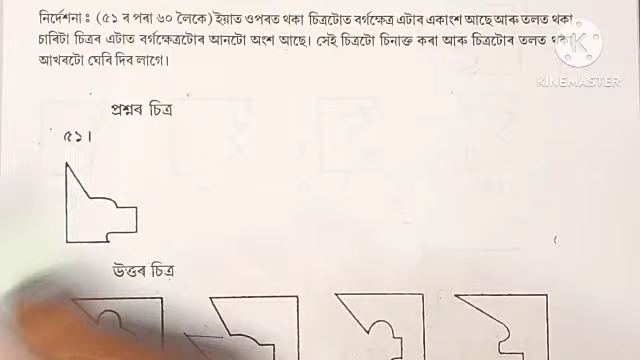 নিৰ্দেশনা : (৫১ ৰ পৰা ৬০ লৈকে) ইয়াত ওপৰত থকা চিত্ৰটোত বৰ্গক্ষেত্ৰ এটাৰ একাংশ আছে আৰু তলত থকা
চাৰিটা চিত্ৰৰ এটাত বৰ্গক্ষেত্ৰটোৰ আনটো অংশ আছে। সেই চিত্ৰটো চিনাক্ত কৰা আৰু চিত্ৰটোৰ তলত
আখৰটো ঘেৰি দিব লাগে।
K
KINEMASTER
প্ৰশ্নৰ চিত্ৰ
৫১।
উত্তৰ চিত্ৰ